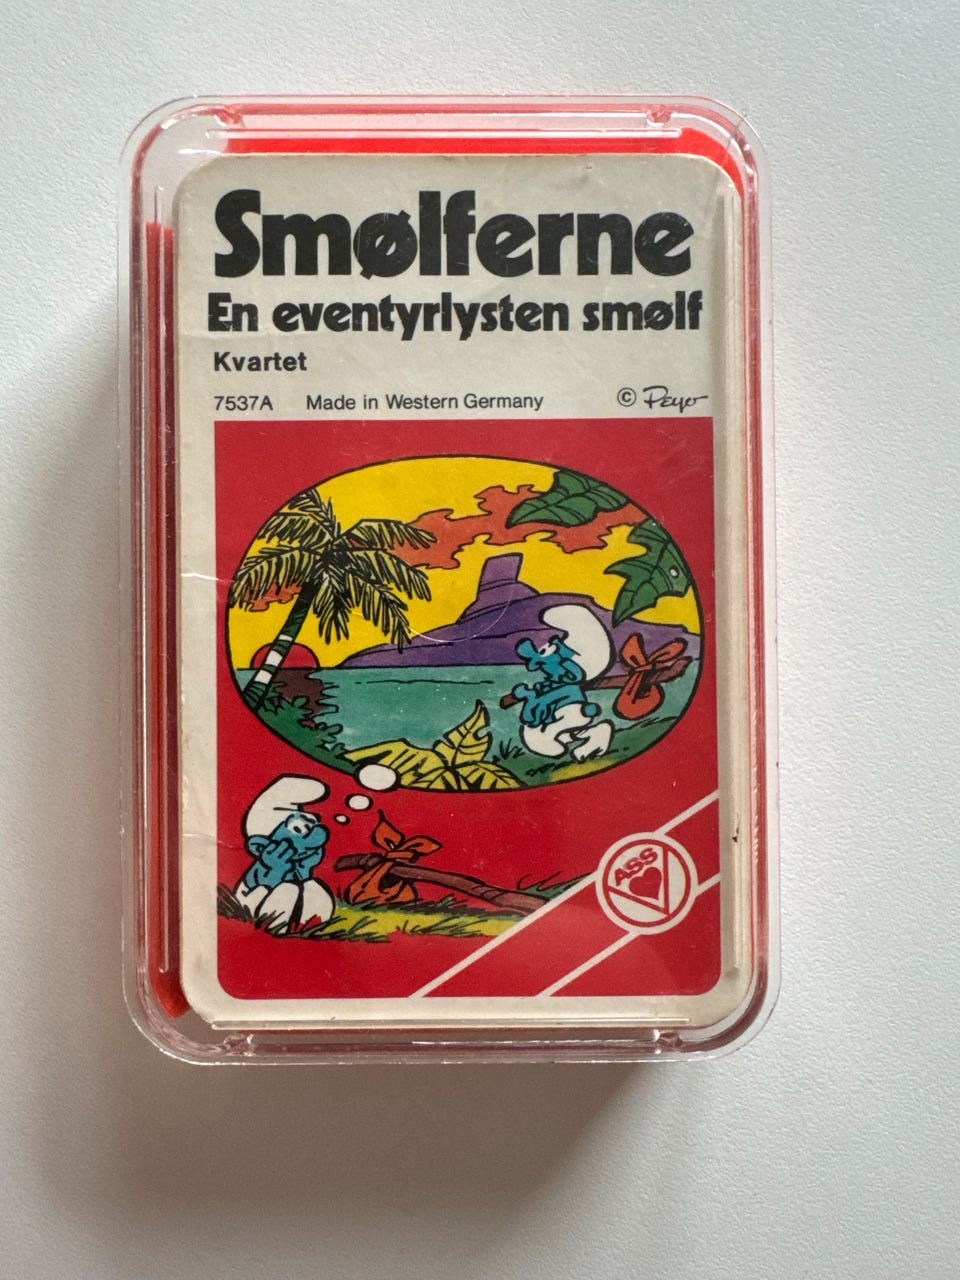 Smølferne
En eventyrlysten smølf
Kvartet
7537A Made in Western Germany © Peyo
ASS